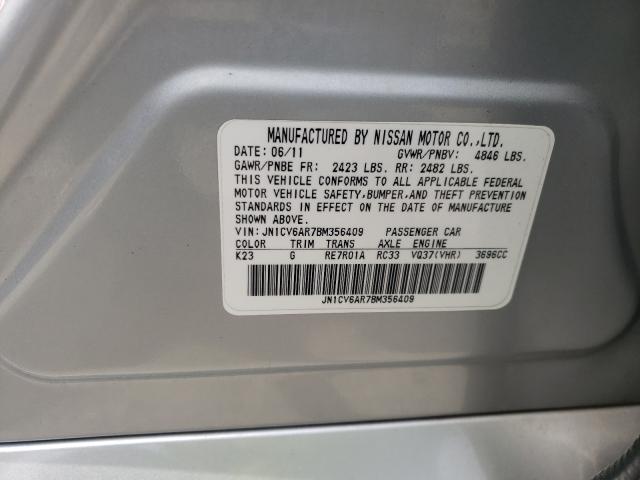 MANUFACTURED BY NISSAN MOTOR CO.,LTD.
DATE: 06/11 GVWR/PNBV: 4846 LBS.
GAWR/PNBE FR: 2423 LBS. RR: 2482 LBS.
THIS VEHICLE CONFORMS TO ALL APPLICABLE FEDERAL
MOTOR VEHICLE SAFETY,BUMPER,AND THEFT PREVENTION
STANDARDS IN EFFECT ON THE DATE OF MANUFACTURE
SHOWN ABOVE.
VIN: JN1CV6AR7BM356409 PASSENGER CAR
COLOR TRIM TRANS AXLE ENGINE
K23 G RE7R01A RC33 VQ37(VHR) 3696CC
JN1CV6AR7BM356409